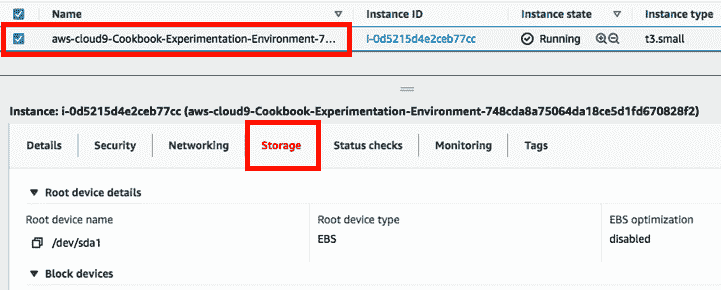 Name Instance ID Instance state Instance type
aws-cloud9-Cookbook-Experimentation-Environment-7... i-0d5215d4e2ceb77cc Running t3.small
Instance: i-0d5215d4e2ceb77cc (aws-cloud9-Cookbook-Experimentation-Environment-748cda8a75064da18ce5d1fd670828f2)
Details Security Networking Storage Status checks Monitoring Tags
Root device details
Root device name Root device type EBS optimization
/dev/sda1 EBS disabled
Block devices